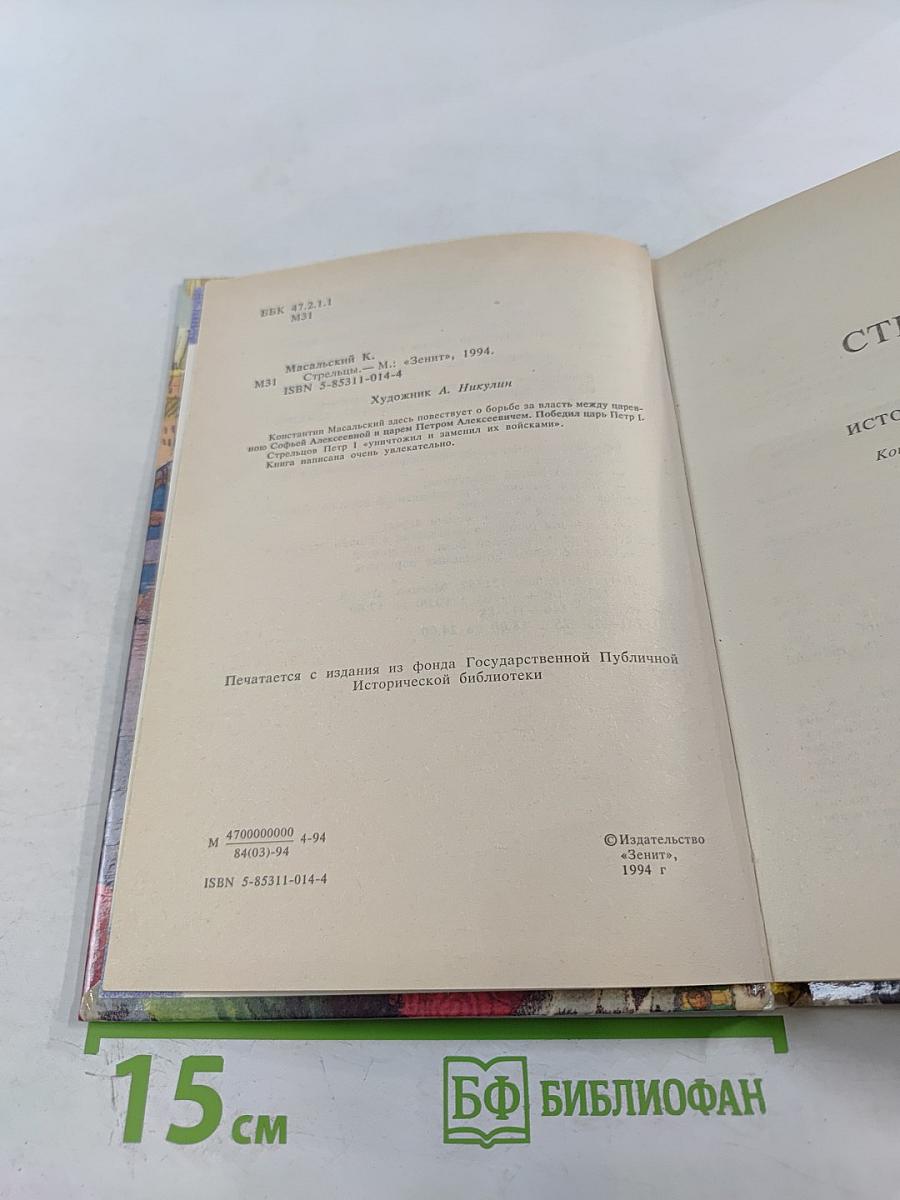 ББК 47.2.1.1
М31
Масальский К.
М31 Стрельцы.— М.: «Зенит», 1994.
ISBN 5-85311-014-4
Художник А. Никулин
Константин Масальский здесь повествует о борьбе за власть между царев-
ною Софьей Алексеевной и царем Петром Алексеевичем. Победил царь Петр I.
Стрельцов Петр I «уничтожил и заменил их войсками».
Книга написана очень увлекательно.
Печатается с издания из фонда Государственной Публичной
Исторической библиотеки
М 4700000000 4-94
84(03)-94
ISBN 5-85311-014-4
© Издательство
«Зенит»,
1994 г
СТР
ИСТО
Кон
15 см
БФ БИБЛИОФАН